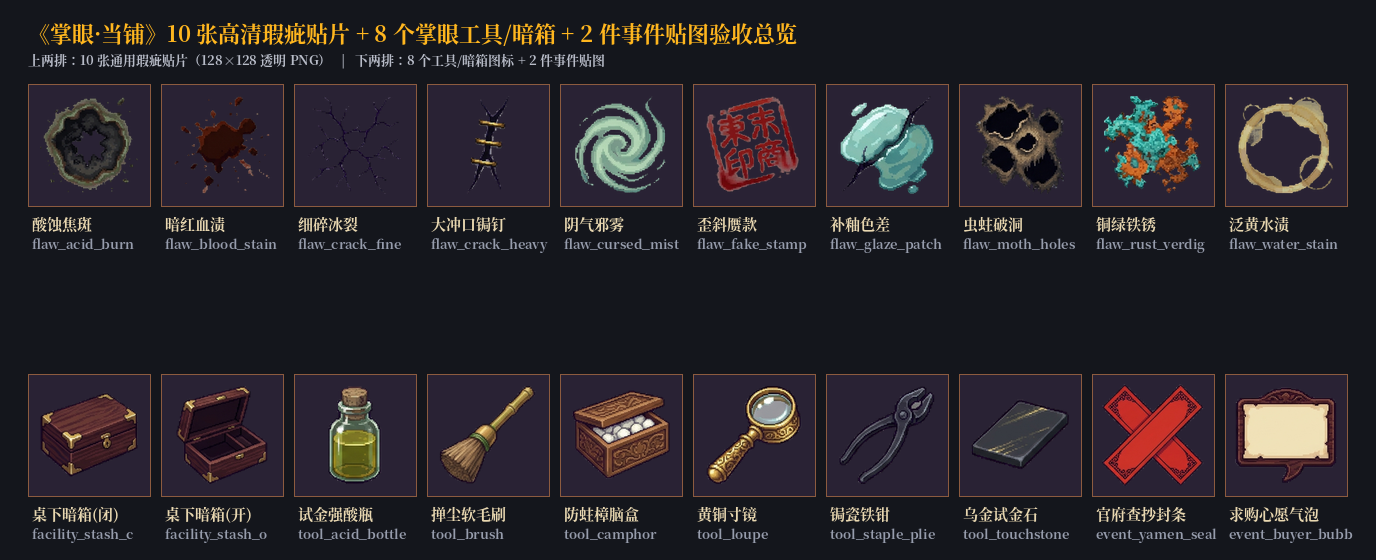 《掌眼·当铺》10 张高清瑕疵贴片 + 8 个掌眼工具/暗箱 + 2 件事件贴图验收总览
上两排：10 张通用瑕疵贴片（128×128 透明 PNG） | 下两排：8 个工具/暗箱图标 + 2 件事件贴图
酸蚀焦斑
flaw_acid_burn
暗红血渍
flaw_blood_stain
细碎冰裂
flaw_crack_fine
大冲口锔钉
flaw_crack_heavy
阴气邪雾
flaw_cursed_mist
歪斜赝款
flaw_fake_stamp
补釉色差
flaw_glaze_patch
虫蛀破洞
flaw_moth_holes
铜绿铁锈
flaw_rust_verdig
泛黄水渍
flaw_water_stain
桌下暗箱(闭)
facility_stash_c
桌下暗箱(开)
facility_stash_o
试金强酸瓶
tool_acid_bottle
掸尘软毛刷
tool_brush
防蛀樟脑盒
tool_camphor
黄铜寸镜
tool_loupe
锔瓷铁钳
tool_staple_plie
乌金试金石
tool_touchstone
官府查抄封条
event_yamen_seal
求购心愿气泡
event_buyer_bubb